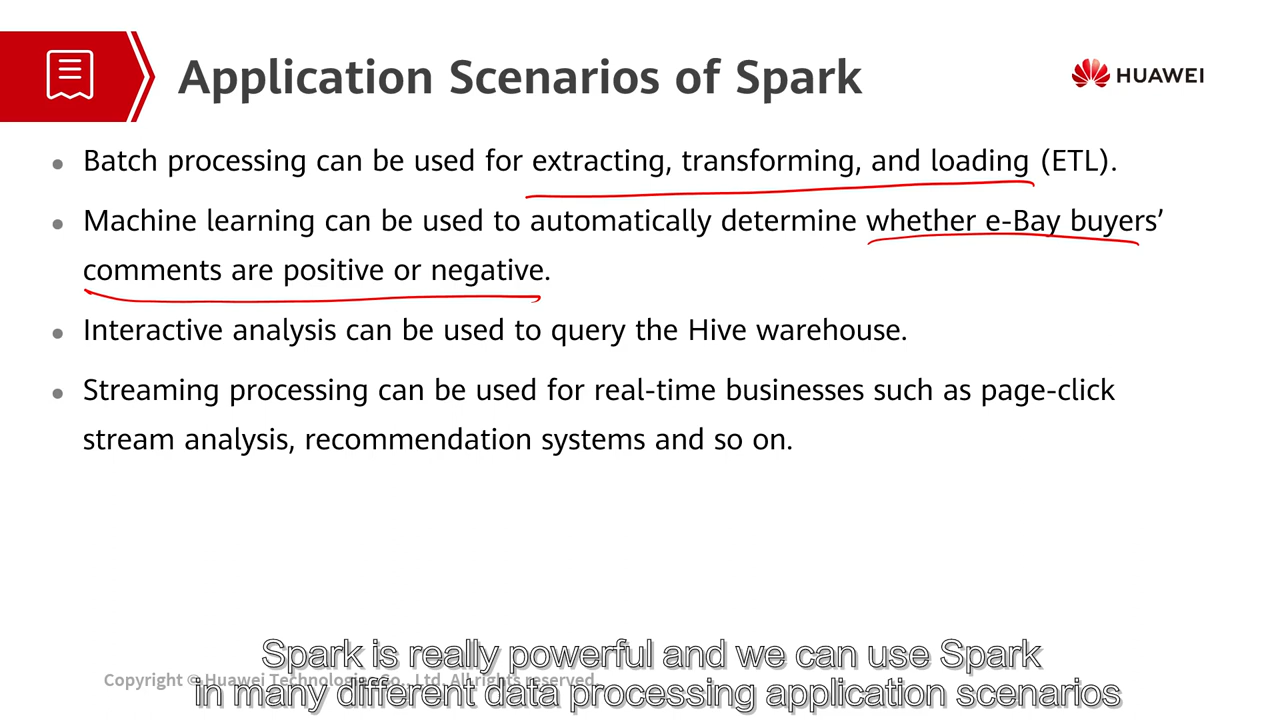 Application Scenarios of Spark
HUAWEI
• Batch processing can be used for extracting, transforming, and loading (ETL).
• Machine learning can be used to automatically determine whether e-Bay buyers’
comments are positive or negative.
• Interactive analysis can be used to query the Hive warehouse.
• Streaming processing can be used for real-time businesses such as page-click
stream analysis, recommendation systems and so on.
Spark is really powerful and we can use Spark
Copyright © Huawei Technologies Co., Ltd. All rights reserved.
in many different data processing application scenarios